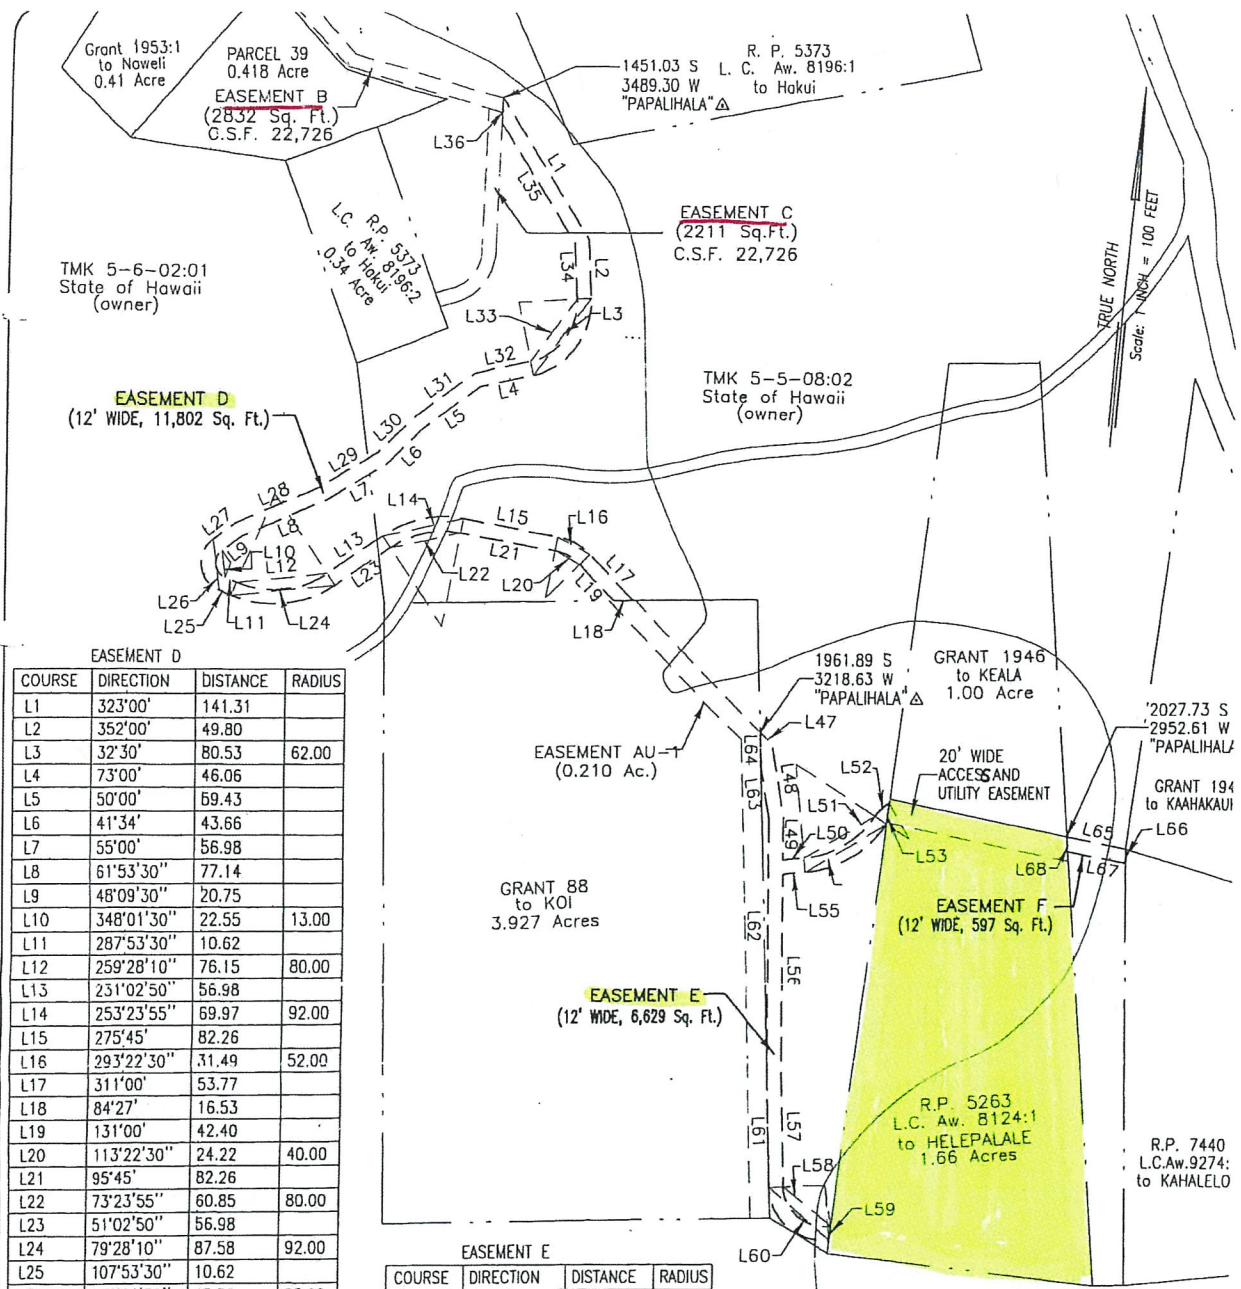 Grant 1953:1
to Naweli
0.41 Acre
PARCEL 39
0.418 Acre
EASEMENT B
(2832 Sq. Ft.)
C.S.F. 22,726
1451.03 S
3489.30 W
"PAPALIHALA"
R. P. 5373
L. C. Aw. 8196:1
to Hakui
L36
L1
L35
EASEMENT C
(2211 Sq.Ft.)
C.S.F. 22,726
R.P. 5373
L.C. Aw. 8196:2
to Hakui
0.34 Acre
TMK 5-6-02:01
State of Hawaii
(owner)
L34
L2
L33
L3
TRUE NORTH
Scale: 1 INCH = 100 FEET
L32
L4
L31
L5
TMK 5-5-08:02
State of Hawaii
(owner)
EASEMENT D
(12' WIDE, 11,802 Sq. Ft.)
L30
L6
L29
L7
L28
L8
L27
L9
L10
L12
L13
L23
L14
L15
L21
L16
L22
L20
L17
L19
L26
L25
L11
L24
L18
1961.89 S
3218.63 W
"PAPALIHALA"
GRANT 1946
to KEALA
1.00 Acre
L47
2027.73 S
2952.61 W
"PAPALIHALA
EASEMENT AU-1
(0.210 Ac.)
L64
L63
L48
L52
20' WIDE
ACCESS AND
UTILITY EASEMENT
GRANT 194
to KAAHAKAUI
L51
L49
L50
L53
L65
L66
L68
L67
L55
GRANT 88
to KOI
3.927 Acres
EASEMENT F
(12' WIDE, 597 Sq. Ft.)
L62
L56
EASEMENT E
(12' WIDE, 6,629 Sq. Ft.)
R.P. 5263
L.C. Aw. 8124:1
to HELEPALALE
1.66 Acres
L61
L57
L58
L59
L60
R.P. 7440
L.C.Aw.9274:
to KAHALELO
EASEMENT D
COURSE DIRECTION DISTANCE RADIUS
L1 323°00' 141.31
L2 352°00' 49.80
L3 32°30' 80.53 62.00
L4 73°00' 46.06
L5 50°00' 59.43
L6 41°34' 43.66
L7 55°00' 56.98
L8 61°53'30" 77.14
L9 48°09'30" 20.75
L10 348°01'30" 22.55 13.00
L11 287°53'30" 10.62
L12 259°28'10" 76.15 80.00
L13 231°02'50" 56.98
L14 253°23'55" 69.97 92.00
L15 275°45' 82.26
L16 293°22'30" 31.49 52.00
L17 311°00' 53.77
L18 84°27' 16.53
L19 131°00' 42.40
L20 113°22'30" 24.22 40.00
L21 95°45' 82.26
L22 73°23'55" 60.85 80.00
L23 51°02'50" 56.98
L24 79°28'10" 87.58 92.00
L25 107°53'30" 10.62
EASEMENT E
COURSE DIRECTION DISTANCE RADIUS